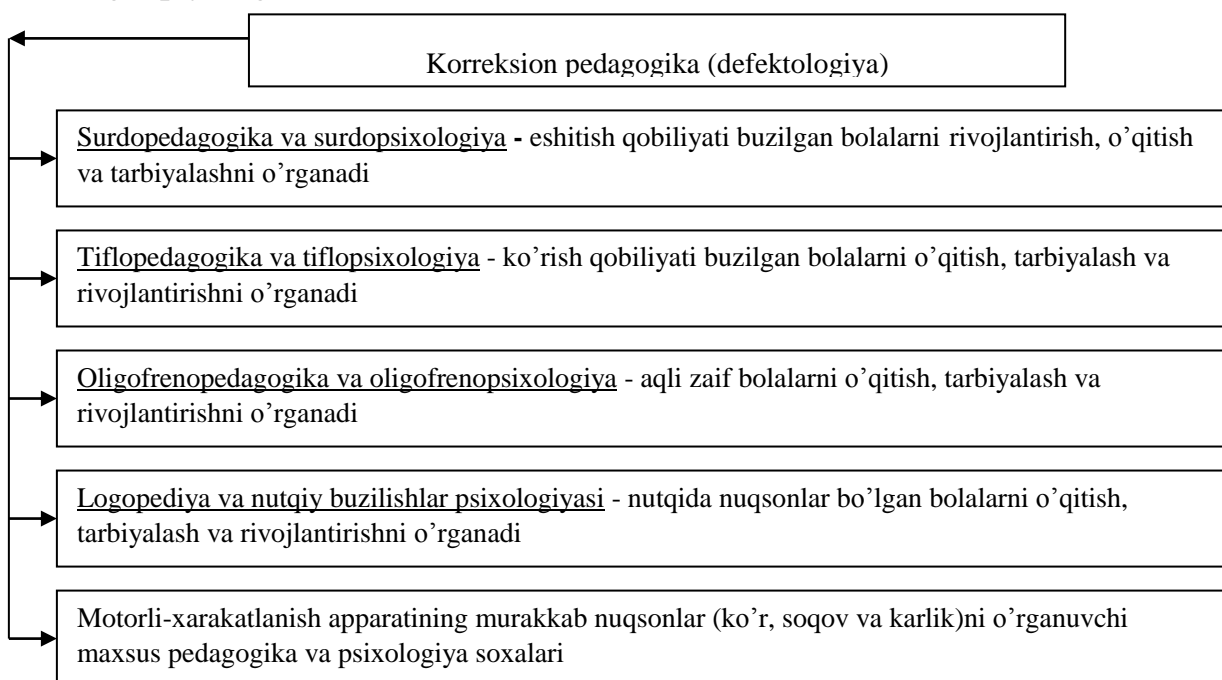 Korreksion pedagogika (defektologiya)
Surdopedagogika va surdopsixologiya - eshitish qobiliyati buzilgan bolalarni rivojlantirish, o’qitish
va tarbiyalashni o’rganadi
Tiflopedagogika va tiflopsixologiya - ko’rish qobiliyati buzilgan bolalarni o’qitish, tarbiyalash va
rivojlantirishni o’rganadi
Oligofrenopedagogika va oligofrenopsixologiya - aqli zaif bolalarni o’qitish, tarbiyalash va
rivojlantirishni o’rganadi
Logopediya va nutqiy buzilishlar psixologiyasi - nutqida nuqsonlar bo’lgan bolalarni o’qitish,
tarbiyalash va rivojlantirishni o’rganadi
Motorli-xarakatlanish apparatining murakkab nuqsonlar (ko’r, soqov va karlik)ni o’rganuvchi
maxsus pedagogika va psixologiya soxalari